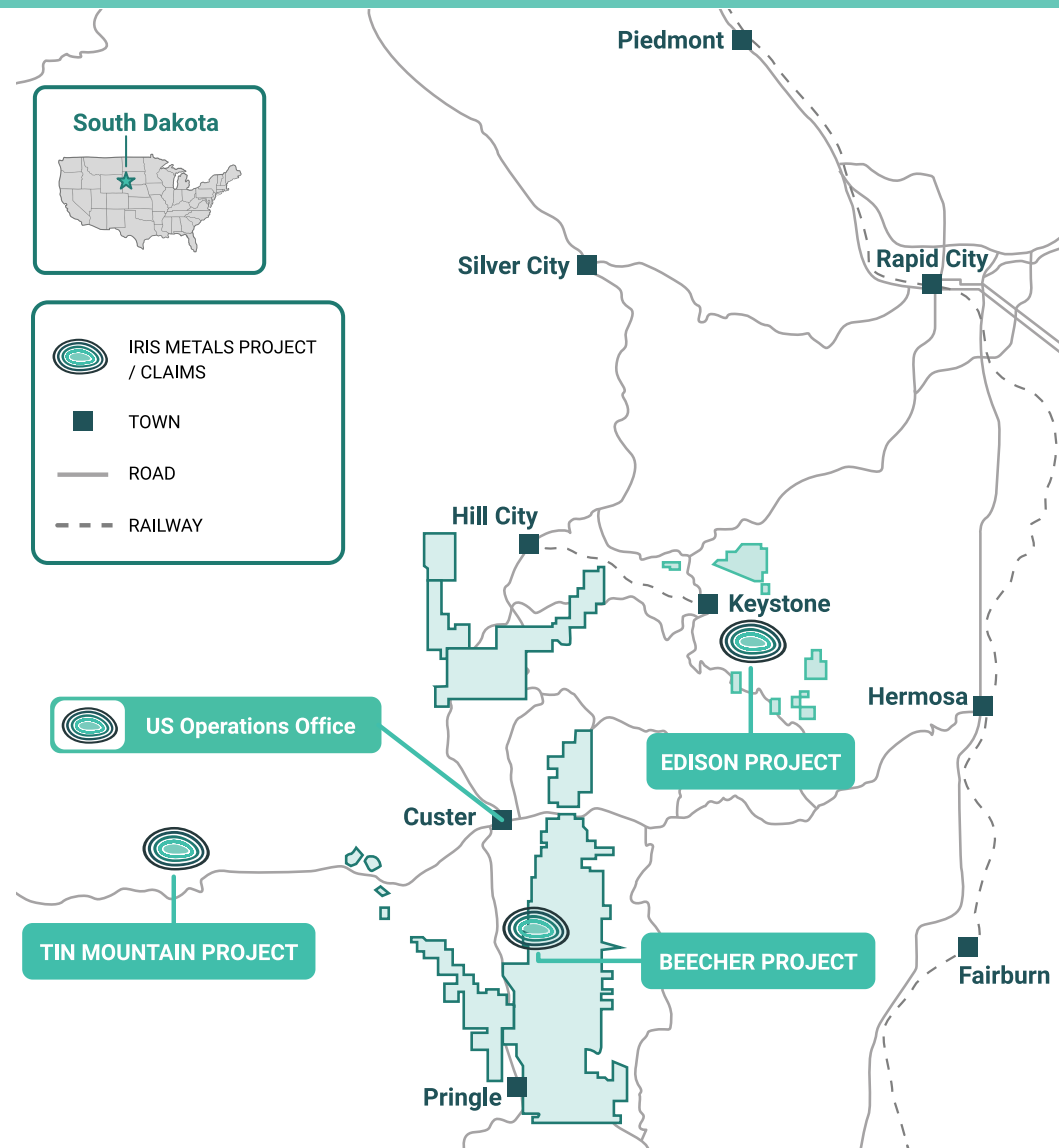 Piedmont
South Dakota
Silver City
Rapid City
IRIS METALS PROJECT
/ CLAIMS
TOWN
ROAD
RAILWAY
Hill City
Keystone
Hermosa
US Operations Office
EDISON PROJECT
Custer
TIN MOUNTAIN PROJECT
BEECHER PROJECT
Fairburn
Pringle